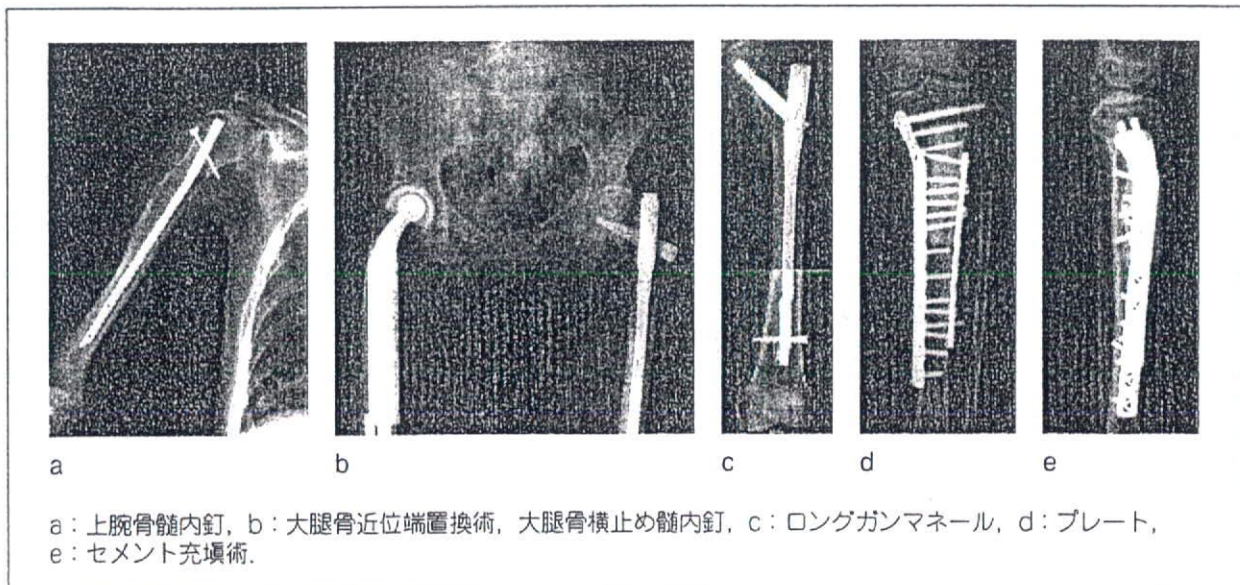 a
b
c
d
e
a：上腕骨髄内釘，b：大腿骨近位端置換術，大腿骨横止め髄内釘，c：ロングガンマネール，d：プレート，
e：セメント充填術.